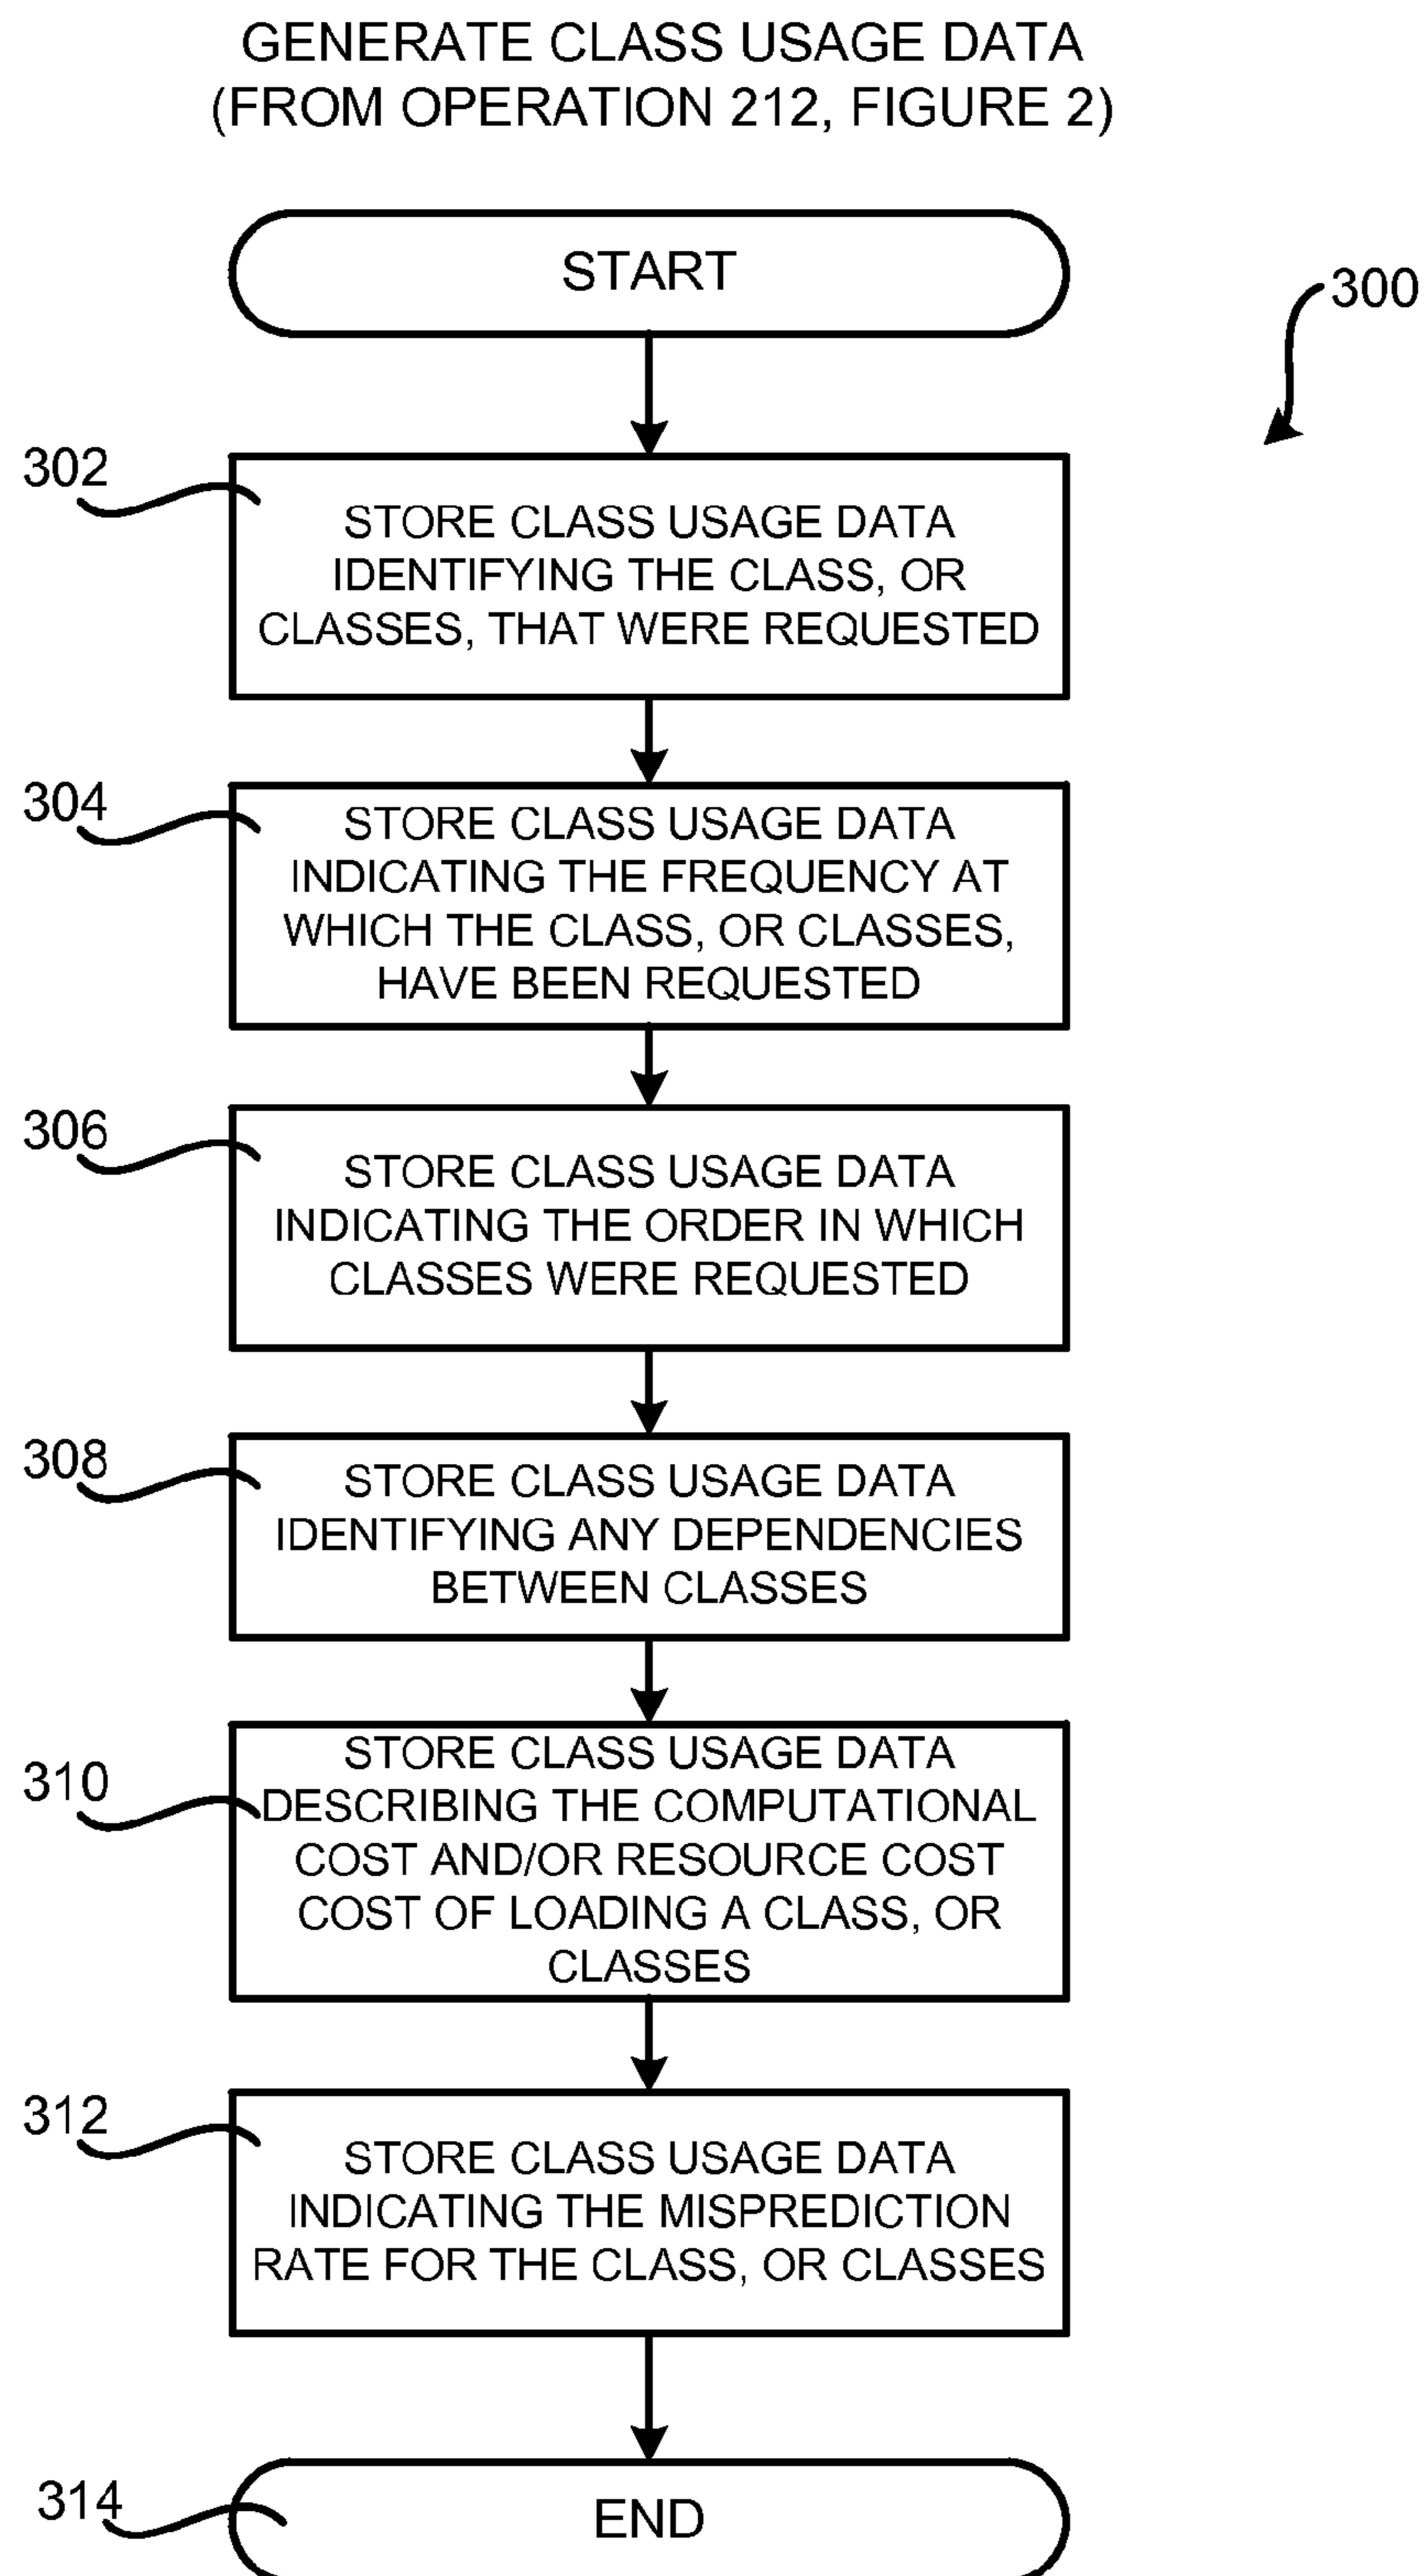 GENERATE CLASS USAGE DATA
(FROM OPERATION 212, FIGURE 2)
START
300
302
STORE CLASS USAGE DATA
IDENTIFYING THE CLASS, OR
CLASSES, THAT WERE REQUESTED
304
STORE CLASS USAGE DATA
INDICATING THE FREQUENCY AT
WHICH THE CLASS, OR CLASSES,
HAVE BEEN REQUESTED
306
STORE CLASS USAGE DATA
INDICATING THE ORDER IN WHICH
CLASSES WERE REQUESTED
308
STORE CLASS USAGE DATA
IDENTIFYING ANY DEPENDENCIES
BETWEEN CLASSES
310
STORE CLASS USAGE DATA
DESCRIBING THE COMPUTATIONAL
COST AND/OR RESOURCE COST
COST OF LOADING A CLASS, OR
CLASSES
312
STORE CLASS USAGE DATA
INDICATING THE MISPREDICTION
RATE FOR THE CLASS, OR CLASSES
314
END